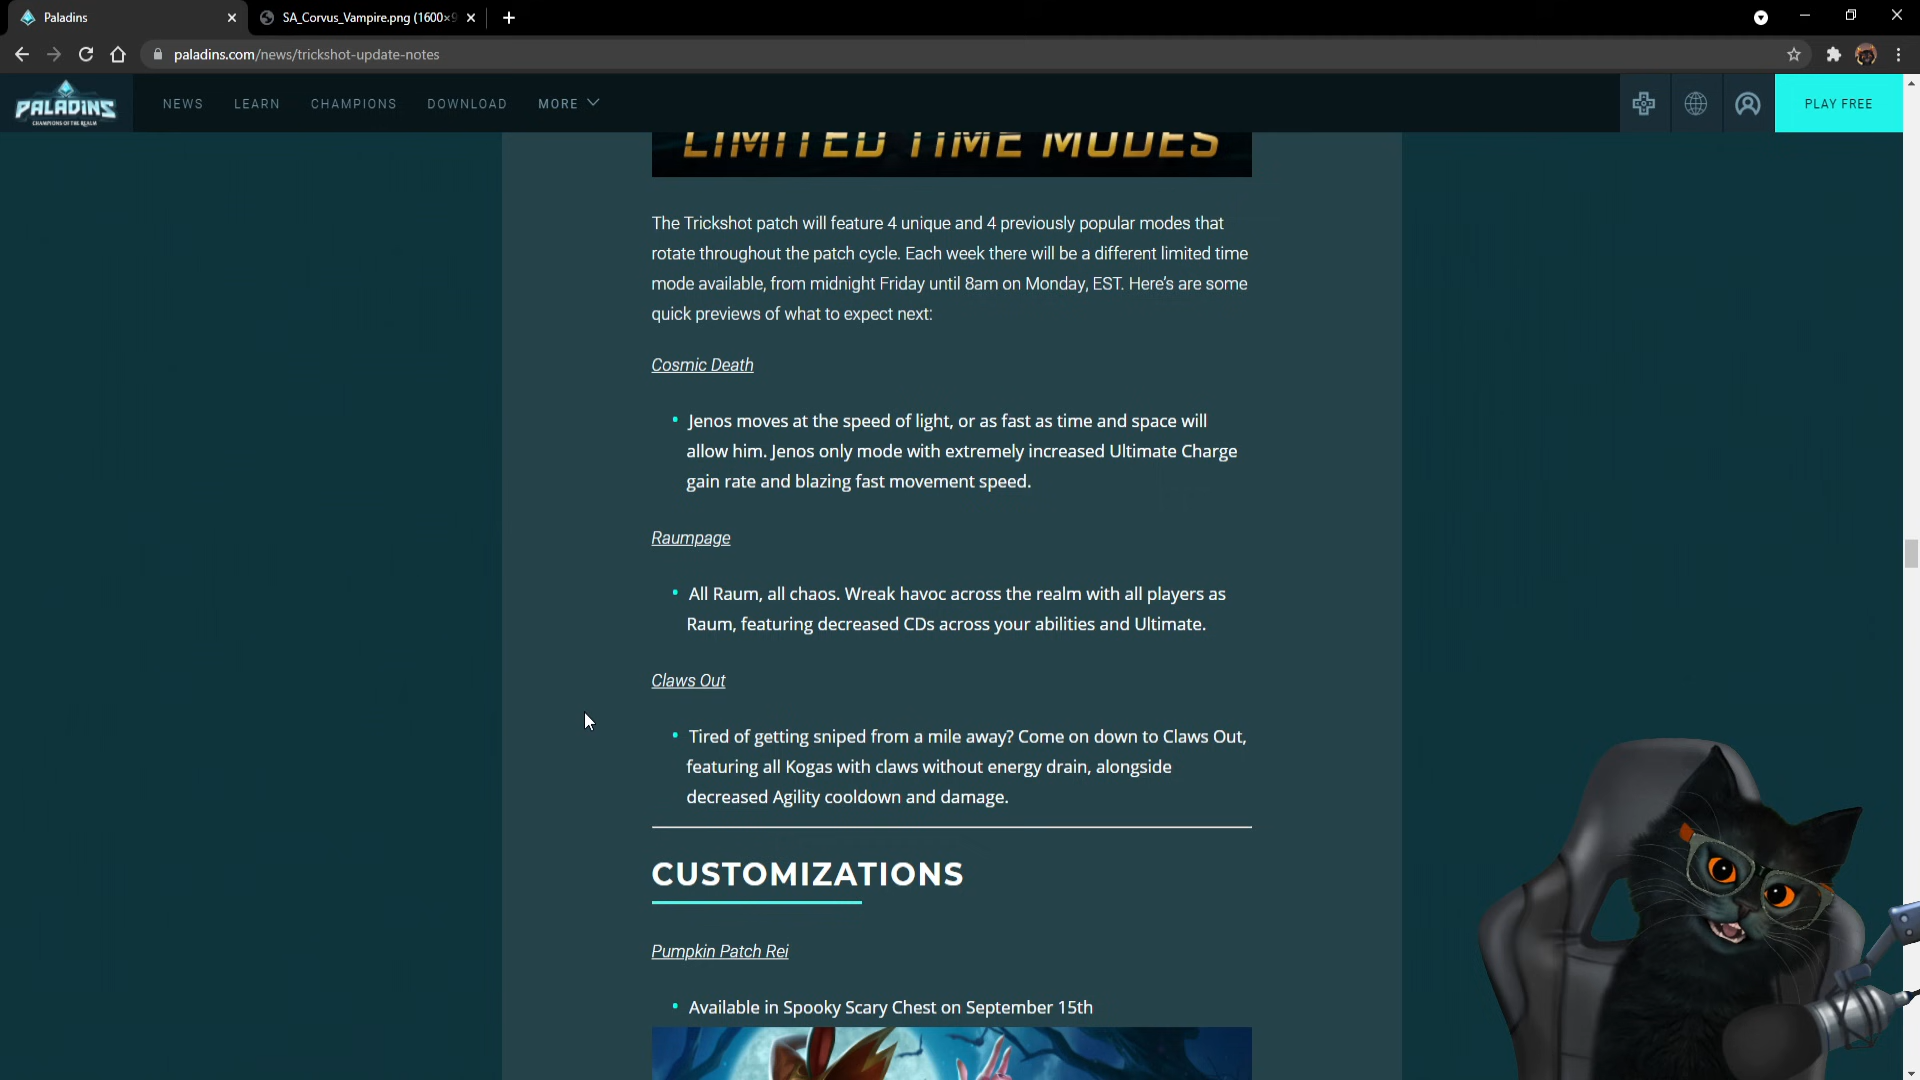 Paladins
SA_Corvus_Vampire.png (1600×9
paladins.com/news/trickshot-update-notes
PALADINS
CHAMPIONS OF THE REALM
NEWS
LEARN
CHAMPIONS
DOWNLOAD
MORE
PLAY FREE
LIMITED TIME MODES
The Trickshot patch will feature 4 unique and 4 previously popular modes that
rotate throughout the patch cycle. Each week there will be a different limited time
mode available, from midnight Friday until 8am on Monday, EST. Here's are some
quick previews of what to expect next:
Cosmic Death
• Jenos moves at the speed of light, or as fast as time and space will
allow him. Jenos only mode with extremely increased Ultimate Charge
gain rate and blazing fast movement speed.
Raumpage
• All Raum, all chaos. Wreak havoc across the realm with all players as
Raum, featuring decreased CDs across your abilities and Ultimate.
Claws Out
• Tired of getting sniped from a mile away? Come on down to Claws Out,
featuring all Kogas with claws without energy drain, alongside
decreased Agility cooldown and damage.
CUSTOMIZATIONS
Pumpkin Patch Rei
• Available in Spooky Scary Chest on September 15th